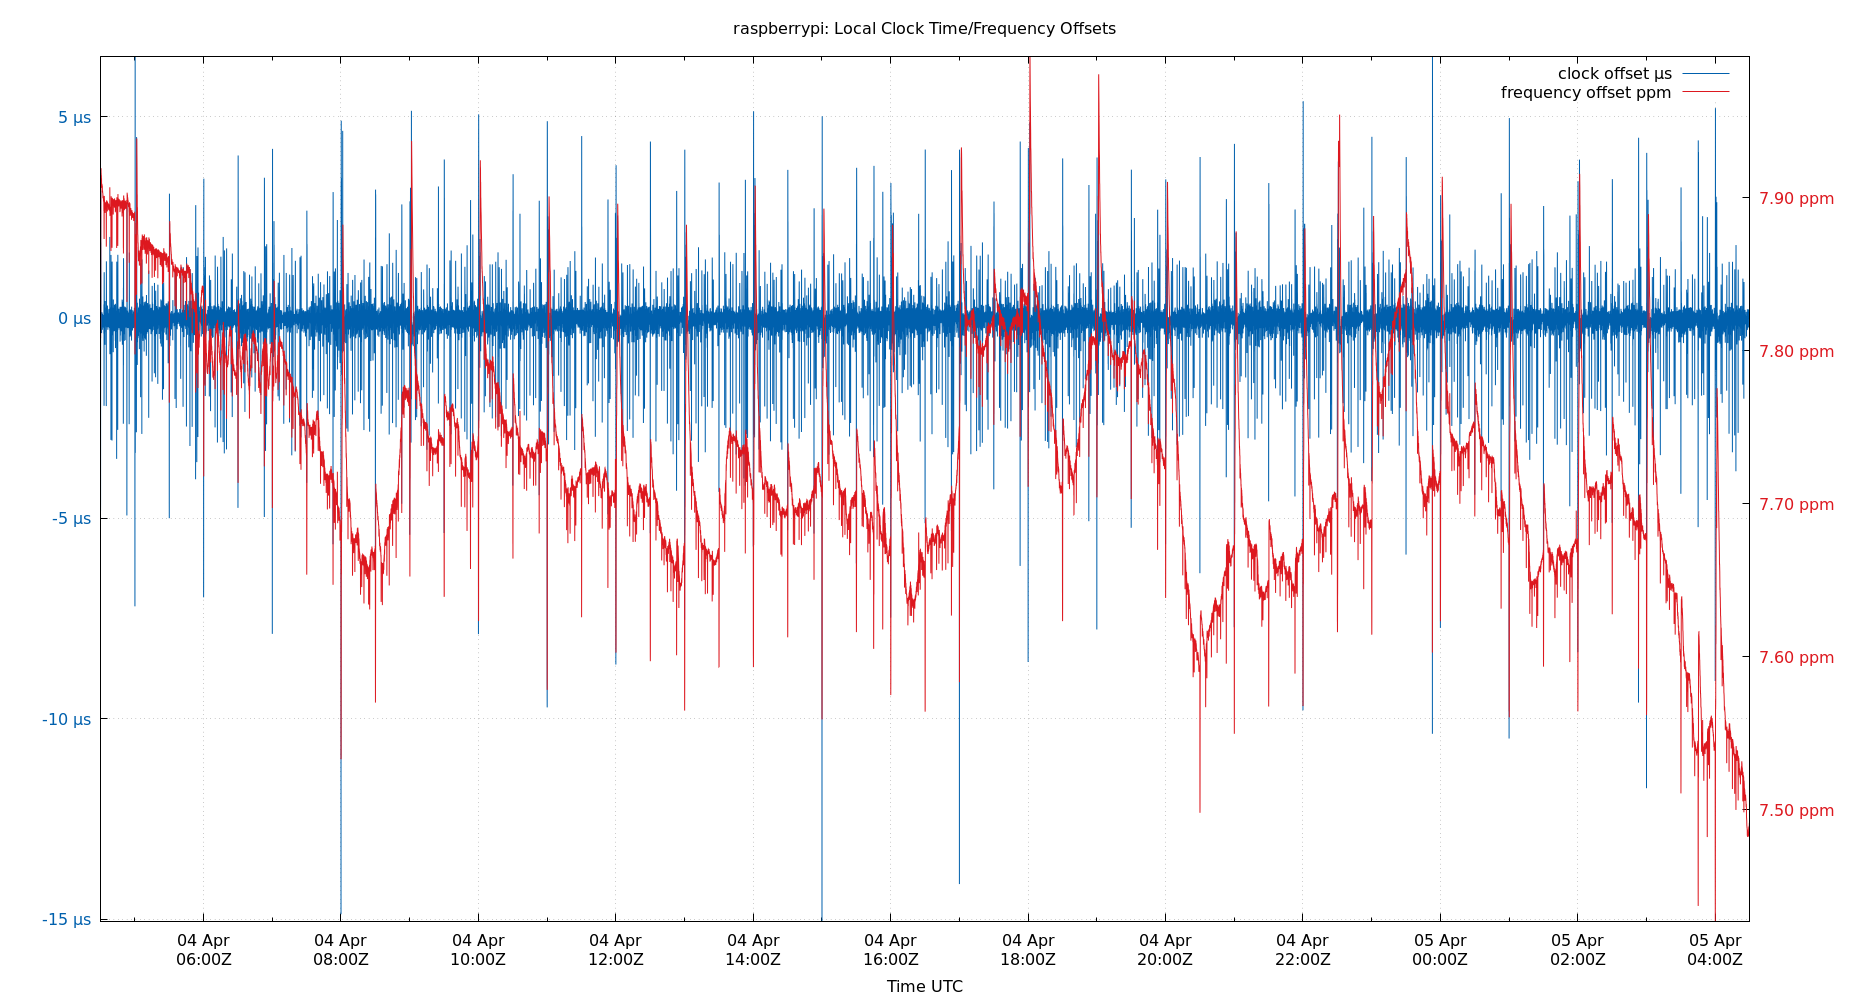 raspberrypi: Local Clock Time/Frequency Offsets
clock offset µs
frequency offset ppm
5 µs
0 µs
-5 µs
-10 µs
-15 µs
7.90 ppm
7.80 ppm
7.70 ppm
7.60 ppm
7.50 ppm
04 Apr 04 Apr 04 Apr 04 Apr 04 Apr 04 Apr 04 Apr 04 Apr 04 Apr 05 Apr 05 Apr 05 Apr
06:00Z 08:00Z 10:00Z 12:00Z 14:00Z 16:00Z 18:00Z 20:00Z 22:00Z 00:00Z 02:00Z 04:00Z
Time UTC